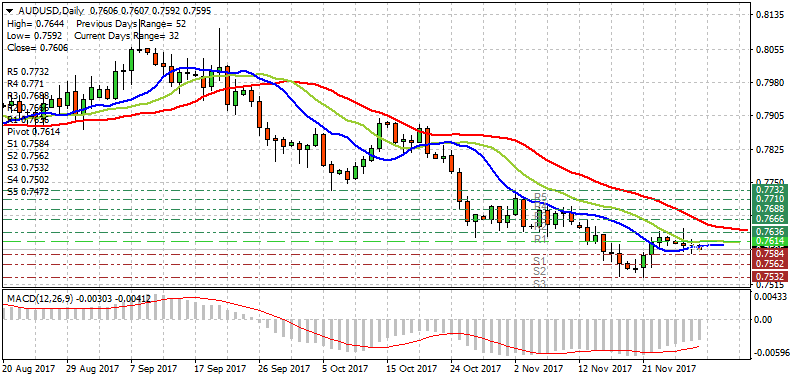 AUDUSD,Daily 0.7606 0.7607 0.7592 0.7595
High= 0.7644 Previous Days Range= 52
Low= 0.7592 Current Days Range= 32
Close= 0.7606
R5 0.7732
R4 0.771
R3 0.7688
R2 0.7666
R1 0.7636
Pivot 0.7614
S1 0.7584
S2 0.7562
S3 0.7532
S4 0.7502
S5 0.7472
R5
R1
S1
S2
S3
0.8135
0.8055
0.7980
0.7905
0.7825
0.7750
0.7732
0.7710
0.7688
0.7666
0.7636
0.7614
0.7584
0.7562
0.7532
0.7515
MACD(12,26,9) -0.00303 -0.00412
0.00433
0.00
-0.00596
20 Aug 2017
29 Aug 2017
7 Sep 2017
17 Sep 2017
26 Sep 2017
5 Oct 2017
15 Oct 2017
24 Oct 2017
2 Nov 2017
12 Nov 2017
21 Nov 2017